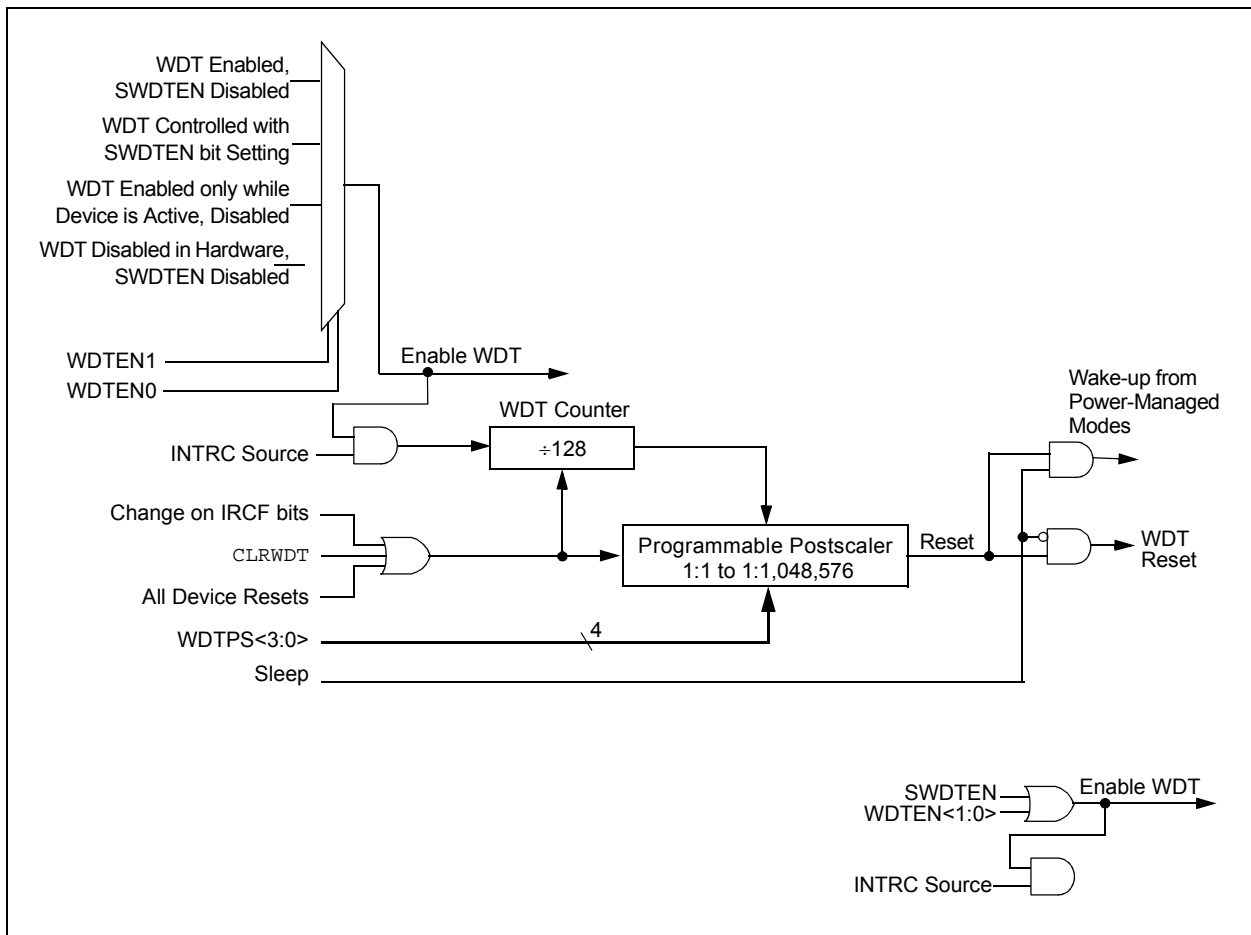 WDT Enabled,
SWDTEN Disabled
WDT Controlled with
SWDTEN bit Setting
WDT Enabled only while
Device is Active, Disabled
WDT Disabled in Hardware,
SWDTEN Disabled
WDTEN1
WDTEN0
Enable WDT
WDT Counter
INTRC Source
÷128
Wake-up from
Power-Managed
Modes
Change on IRCF bits
CLRWDT
All Device Resets
Programmable Postscaler
1:1 to 1:1,048,576
Reset
WDT
Reset
WDTPS<3:0>
4
Sleep
SWDTEN
WDTEN<1:0>
Enable WDT
INTRC Source